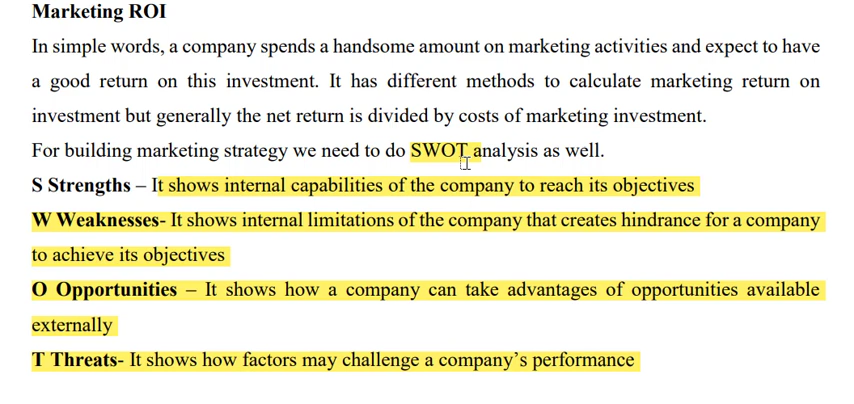 Marketing ROI
In simple words, a company spends a handsome amount on marketing activities and expect to have
a good return on this investment. It has different methods to calculate marketing return on
investment but generally the net return is divided by costs of marketing investment.
For building marketing strategy we need to do SWOT analysis as well.
S Strengths – It shows internal capabilities of the company to reach its objectives
W Weaknesses- It shows internal limitations of the company that creates hindrance for a company
to achieve its objectives
O Opportunities – It shows how a company can take advantages of opportunities available
externally
T Threats- It shows how factors may challenge a company’s performance